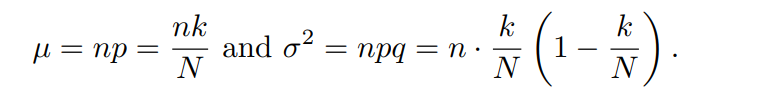 μ = np = nk/N and σ² = npq = n · k/N (1 − k/N).